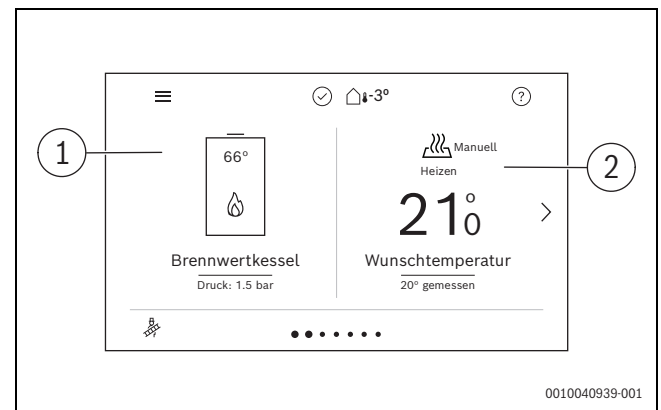 -3°
?
1
66°
Brennwertkessel
Druck: 1.5 bar
Manuell
Heizen
21°0
Wunschtemperatur
20° gemessen
2
0010040939-001